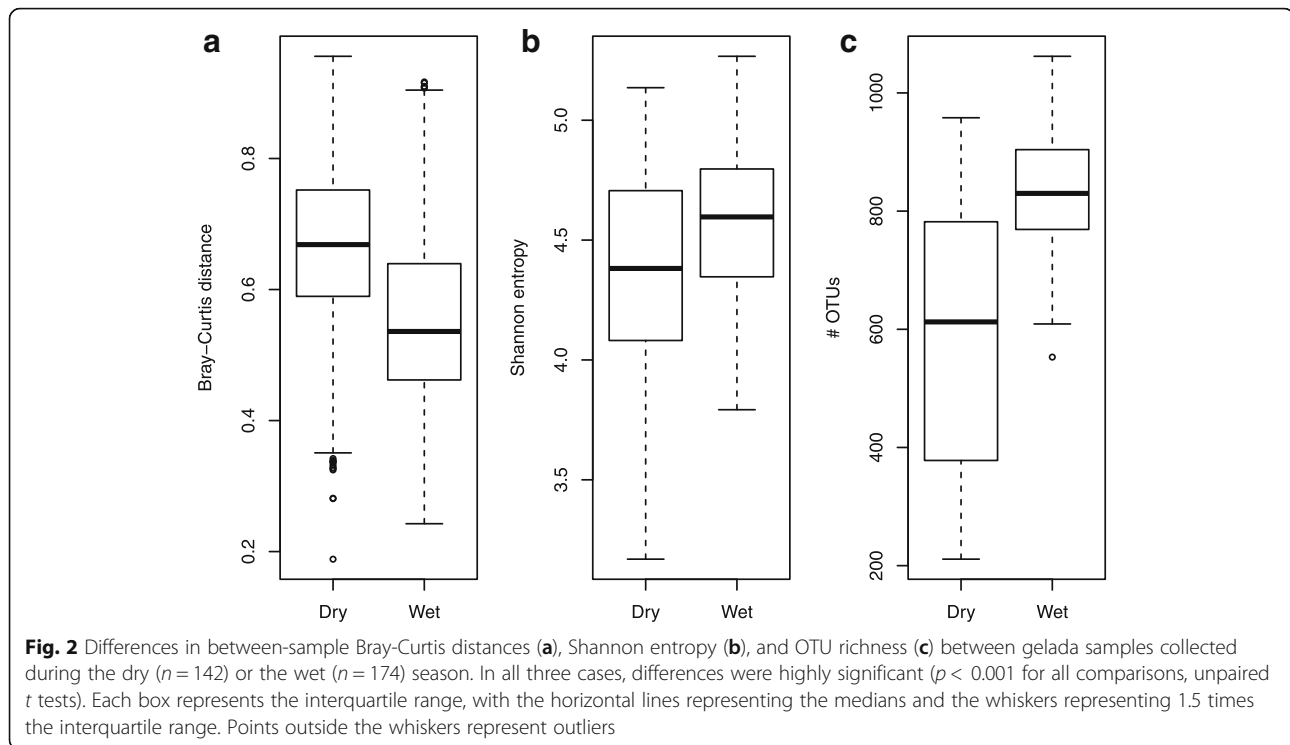 a
b
c
Bray−Curtis distance
0.2
0.4
0.6
0.8
Dry
Wet
Shannon entropy
3.5
4.0
4.5
5.0
Dry
Wet
# OTUs
200
400
600
800
1000
Dry
Wet
Fig. 2 Differences in between-sample Bray-Curtis distances (a), Shannon entropy (b), and OTU richness (c) between gelada samples collected
during the dry (n = 142) or the wet (n = 174) season. In all three cases, differences were highly significant (p < 0.001 for all comparisons, unpaired
t tests). Each box represents the interquartile range, with the horizontal lines representing the medians and the whiskers representing 1.5 times
the interquartile range. Points outside the whiskers represent outliers